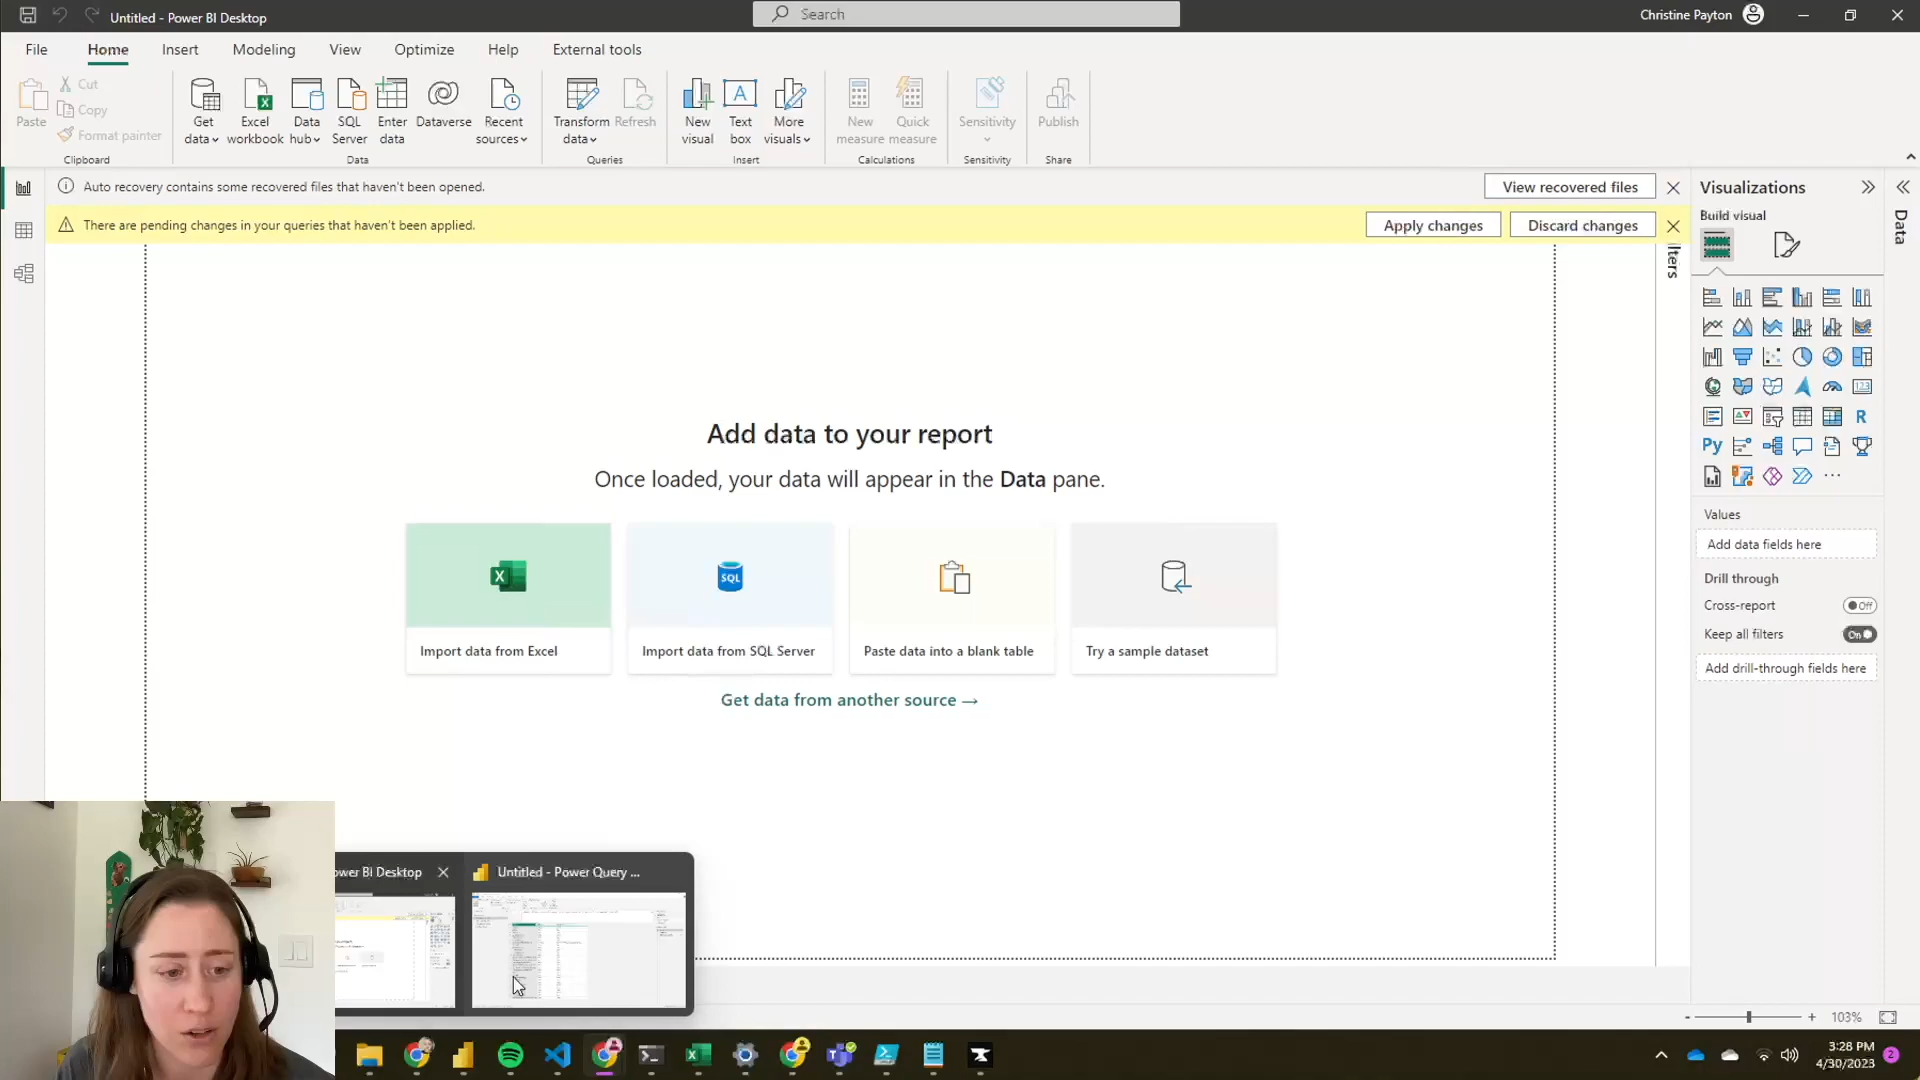 Untitled - Power BI Desktop
Search
Christine Payton
File
Home
Insert
Modeling
View
Optimize
Help
External tools
Paste
Cut
Copy
Format painter
Clipboard
Get data
Excel workbook
Data hub
SQL Server
Enter data
Dataverse
Recent sources
Data
Transform data
Refresh
Queries
New visual
Text box
More visuals
Insert
New measure
Quick measure
Calculations
Sensitivity
Sensitivity
Publish
Share
Auto recovery contains some recovered files that haven't been opened.
View recovered files
There are pending changes in your queries that haven't been applied.
Apply changes
Discard changes
Visualizations
Build visual
Data
lters
Add data to your report
Once loaded, your data will appear in the Data pane.
SQL
Import data from Excel
Import data from SQL Server
Paste data into a blank table
Try a sample dataset
Get data from another source →
123
R
Py
Values
Add data fields here
Drill through
Cross-report
Off
Keep all filters
On
Add drill-through fields here
ower BI Desktop
Untitled - Power Query ...
- + 103%
3:28 PM
4/30/2023
2